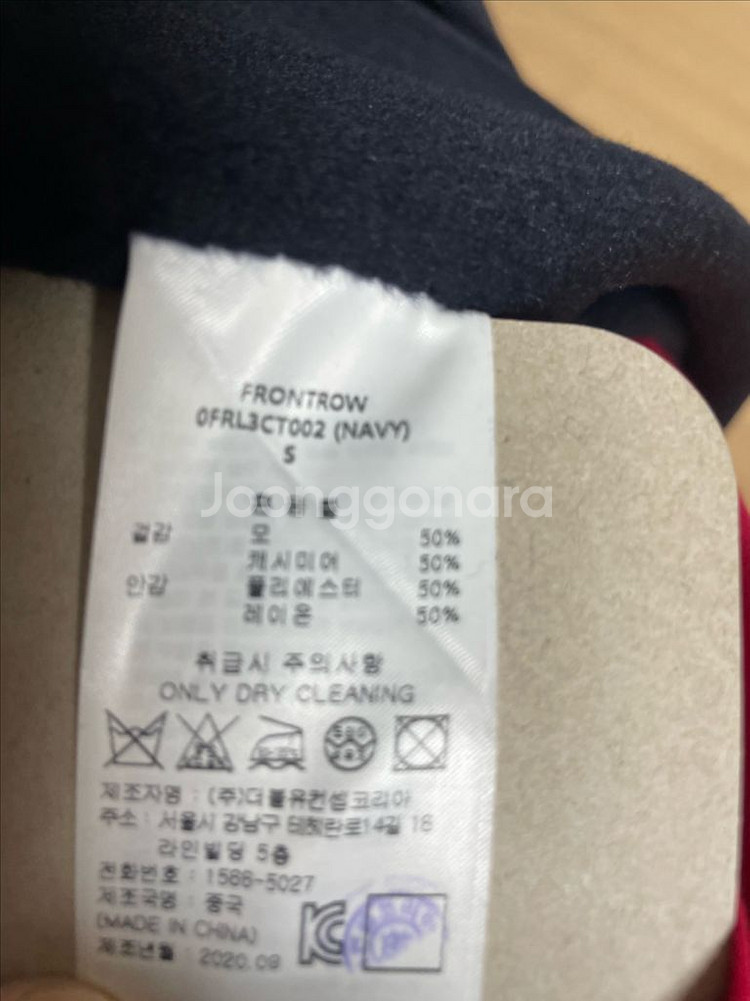 FRONTROW
0FRL3CT002 (NAVY)
S
Joonggonara
겉감 모 50%
캐시미어 50%
안감 폴리에스터 50%
레이온 50%
취급시 주의사항
ONLY DRY CLEANING
제조자명 : (주)더블유컨셉코리아
주소 : 서울시 강남구 테헤란로14길 16
라인빌딩 5층
전화번호 : 1566-5027
제조국명 : 중국
(MADE IN CHINA)
제조년월 : 2020.09